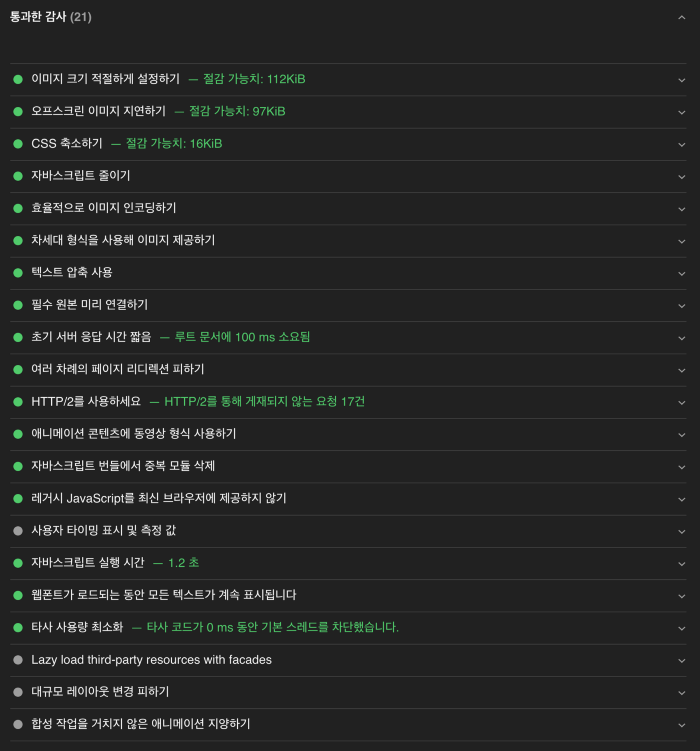 통과한 감사 (21)
이미지 크기 적절하게 설정하기 — 절감 가능치: 112KiB
오프스크린 이미지 지연하기 — 절감 가능치: 97KiB
CSS 축소하기 — 절감 가능치: 16KiB
자바스크립트 줄이기
효율적으로 이미지 인코딩하기
차세대 형식을 사용해 이미지 제공하기
텍스트 압축 사용
필수 원본 미리 연결하기
초기 서버 응답 시간 짧음 — 루트 문서에 100 ms 소요됨
여러 차례의 페이지 리디렉션 피하기
HTTP/2를 사용하세요 — HTTP/2를 통해 게재되지 않는 요청 17건
애니메이션 콘텐츠에 동영상 형식 사용하기
자바스크립트 번들에서 중복 모듈 삭제
레거시 JavaScript를 최신 브라우저에 제공하지 않기
사용자 타이밍 표시 및 측정 값
자바스크립트 실행 시간 — 1.2 초
웹폰트가 로드되는 동안 모든 텍스트가 계속 표시됩니다
타사 사용량 최소화 — 타사 코드가 0 ms 동안 기본 스레드를 차단했습니다.
Lazy load third-party resources with facades
대규모 레이아웃 변경 피하기
합성 작업을 거치지 않은 애니메이션 지양하기